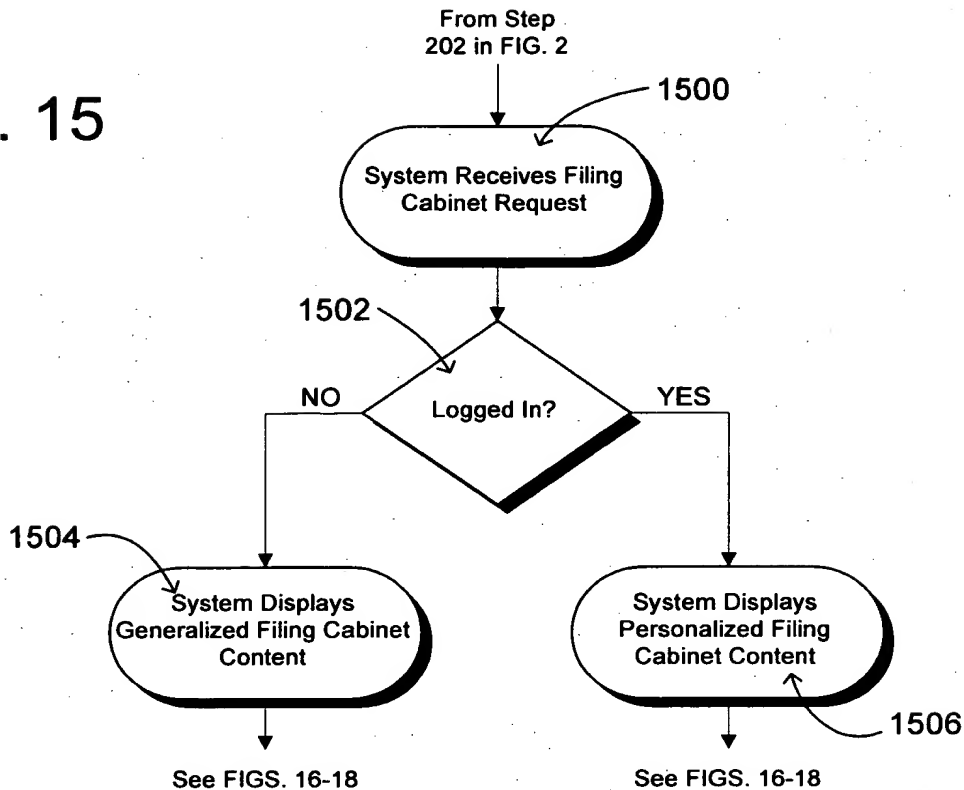 From Step
202 in FIG. 2
. 15
1500
System Receives Filing
Cabinet Request
1502
NO
Logged In?
YES
1504
System Displays
Generalized Filing Cabinet
Content
System Displays
Personalized Filing
Cabinet Content
1506
See FIGS. 16-18
See FIGS. 16-18